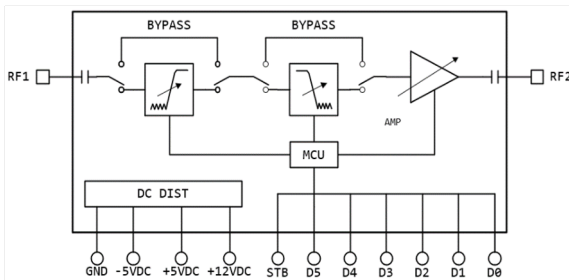 BYPASS
BYPASS
RF1
RF2
AMP
MCU
DC DIST
GND
-5VDC
+5VDC
+12VDC
STB
D5
D4
D3
D2
D1
D0